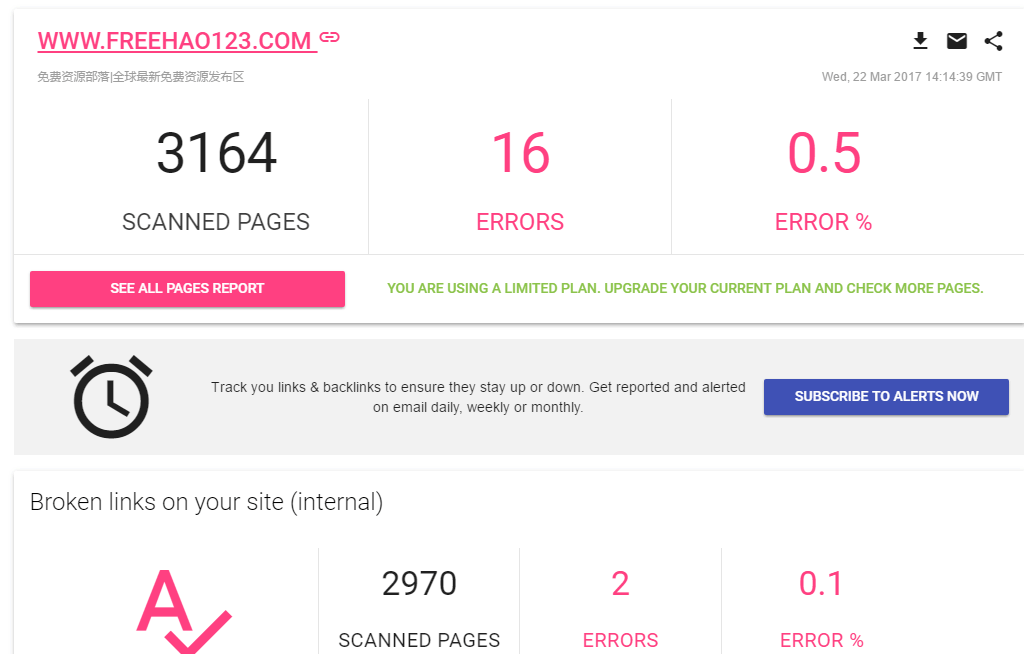 WWW.FREEHAO123.COM
免费资源部落|全球最新免费资源发布区
Wed, 22 Mar 2017 14:14:39 GMT
3164
SCANNED PAGES
16
ERRORS
0.5
ERROR %
SEE ALL PAGES REPORT
YOU ARE USING A LIMITED PLAN. UPGRADE YOUR CURRENT PLAN AND CHECK MORE PAGES.
Track you links & backlinks to ensure they stay up or down. Get reported and alerted
on email daily, weekly or monthly.
SUBSCRIBE TO ALERTS NOW
Broken links on your site (internal)
A
2970
SCANNED PAGES
2
ERRORS
0.1
ERROR %